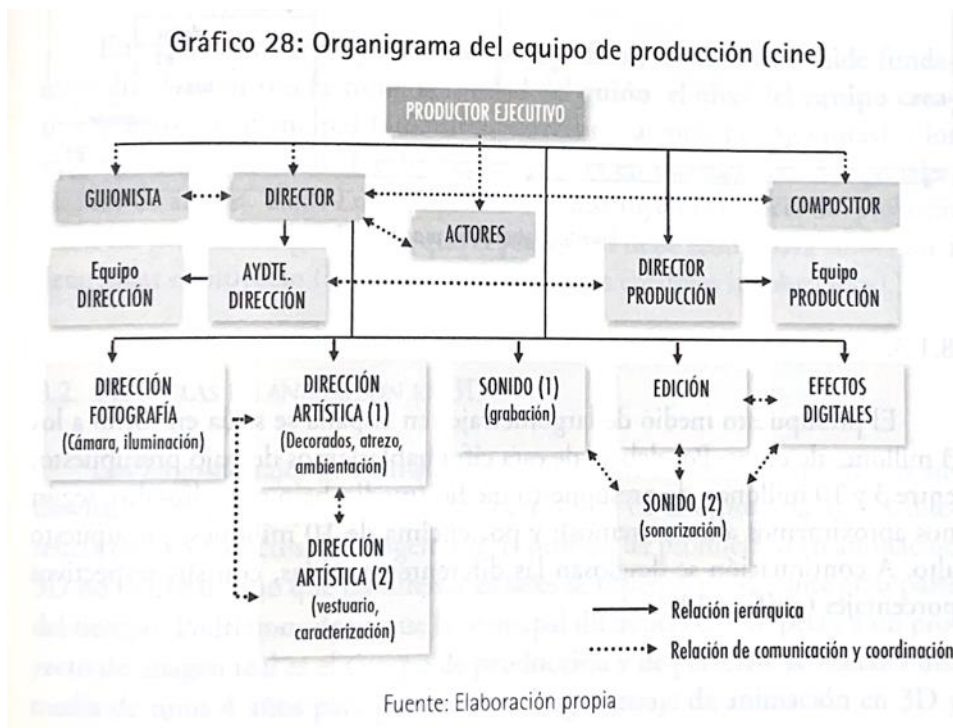 Gráfico 28: Organigrama del equipo de producción (cine)
PRODUCTOR EJECUTIVO
GUIONISTA
DIRECTOR
ACTORES
COMPOSITOR
Equipo
DIRECCIÓN
AYDTE.
DIRECCIÓN
DIRECTOR
PRODUCCIÓN
Equipo
PRODUCCIÓN
DIRECCIÓN
FOTOGRAFÍA
(Cámara, iluminación)
DIRECCIÓN
ARTÍSTICA (1)
(Decorados, atrezo,
ambientación)
SONIDO (1)
(grabación)
EDICIÓN
EFECTOS
DIGITALES
SONIDO (2)
(sonorización)
DIRECCIÓN
ARTÍSTICA (2)
(vestuario,
caracterización)
Relación jerárquica
Relación de comunicación y coordinación
Fuente: Elaboración propia